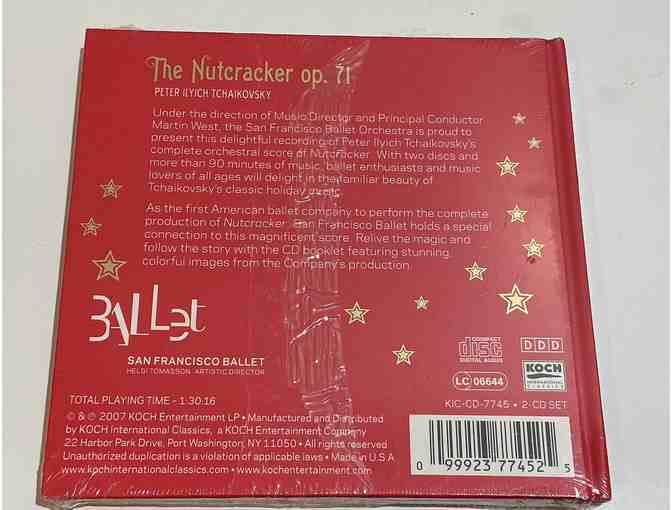 The Nutcracker op. 71
PETER ILYICH TCHAIKOVSKY
Under the direction of Music Director and Principal Conductor
Martin West, the San Francisco Ballet Orchestra is proud to
present this delightful recording of Peter Ilyich Tchaikovsky's
complete orchestral score of Nutcracker. With two discs and
more than 90 minutes of music, ballet enthusiasts and music
lovers of all ages will delight in the familiar beauty of
Tchaikovsky's classic holiday music.
As the first American ballet company to perform the complete
production of Nutcracker, San Francisco Ballet holds a special
connection to this magnificent score. Relive the magic and
follow the story with the CD booklet featuring stunning,
colorful images from the Company's production.
BALLet
SAN FRANCISCO BALLET
HELGI TOMASSON ARTISTIC DIRECTOR
COMPACT
disc
DIGITAL AUDIO
DDD
LC 06644
KOCH
INTERNATIONAL
CLASSICS
TOTAL PLAYING TIME - 1:30.16
KIC-CD-7745 • 2-CD SET
© & ℗ 2007 KOCH Entertainment LP • Manufactured and Distributed
by KOCH International Classics, a KOCH Entertainment Company
22 Harbor Park Drive, Port Washington, NY 11050 • All rights reserved
Unauthorized duplication is a violation of applicable laws • Made in U.S.A
www.kochinternationalclassics.com • www.kochentertainment.com
0 99923 77452 5